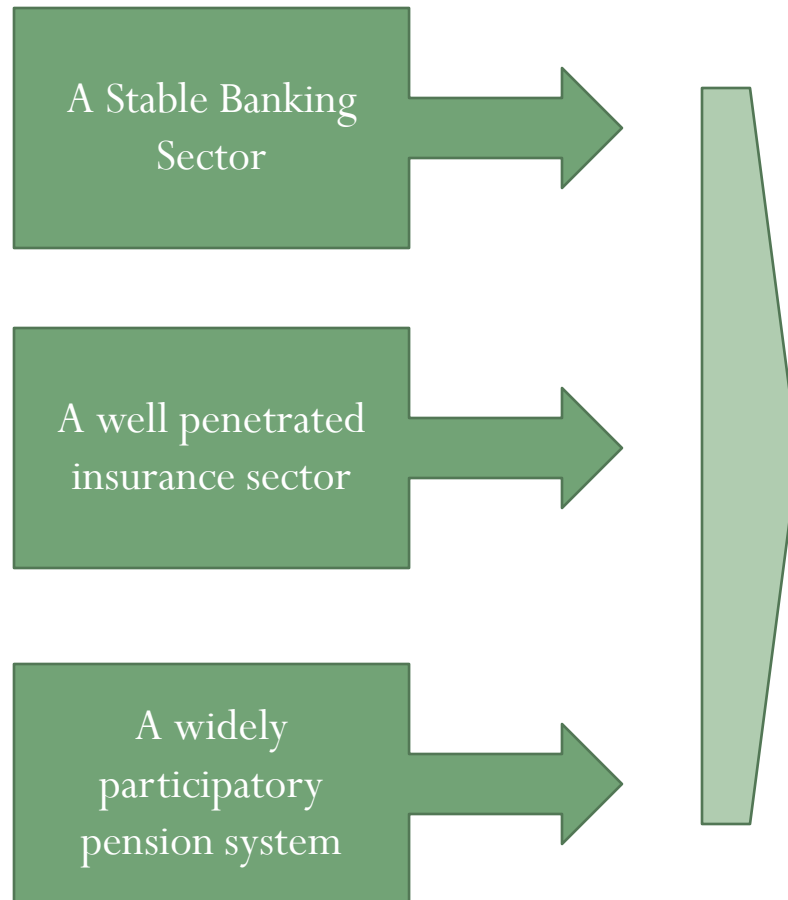 A Stable Banking
Sector
A well penetrated
insurance sector
A widely
participatory
pension system